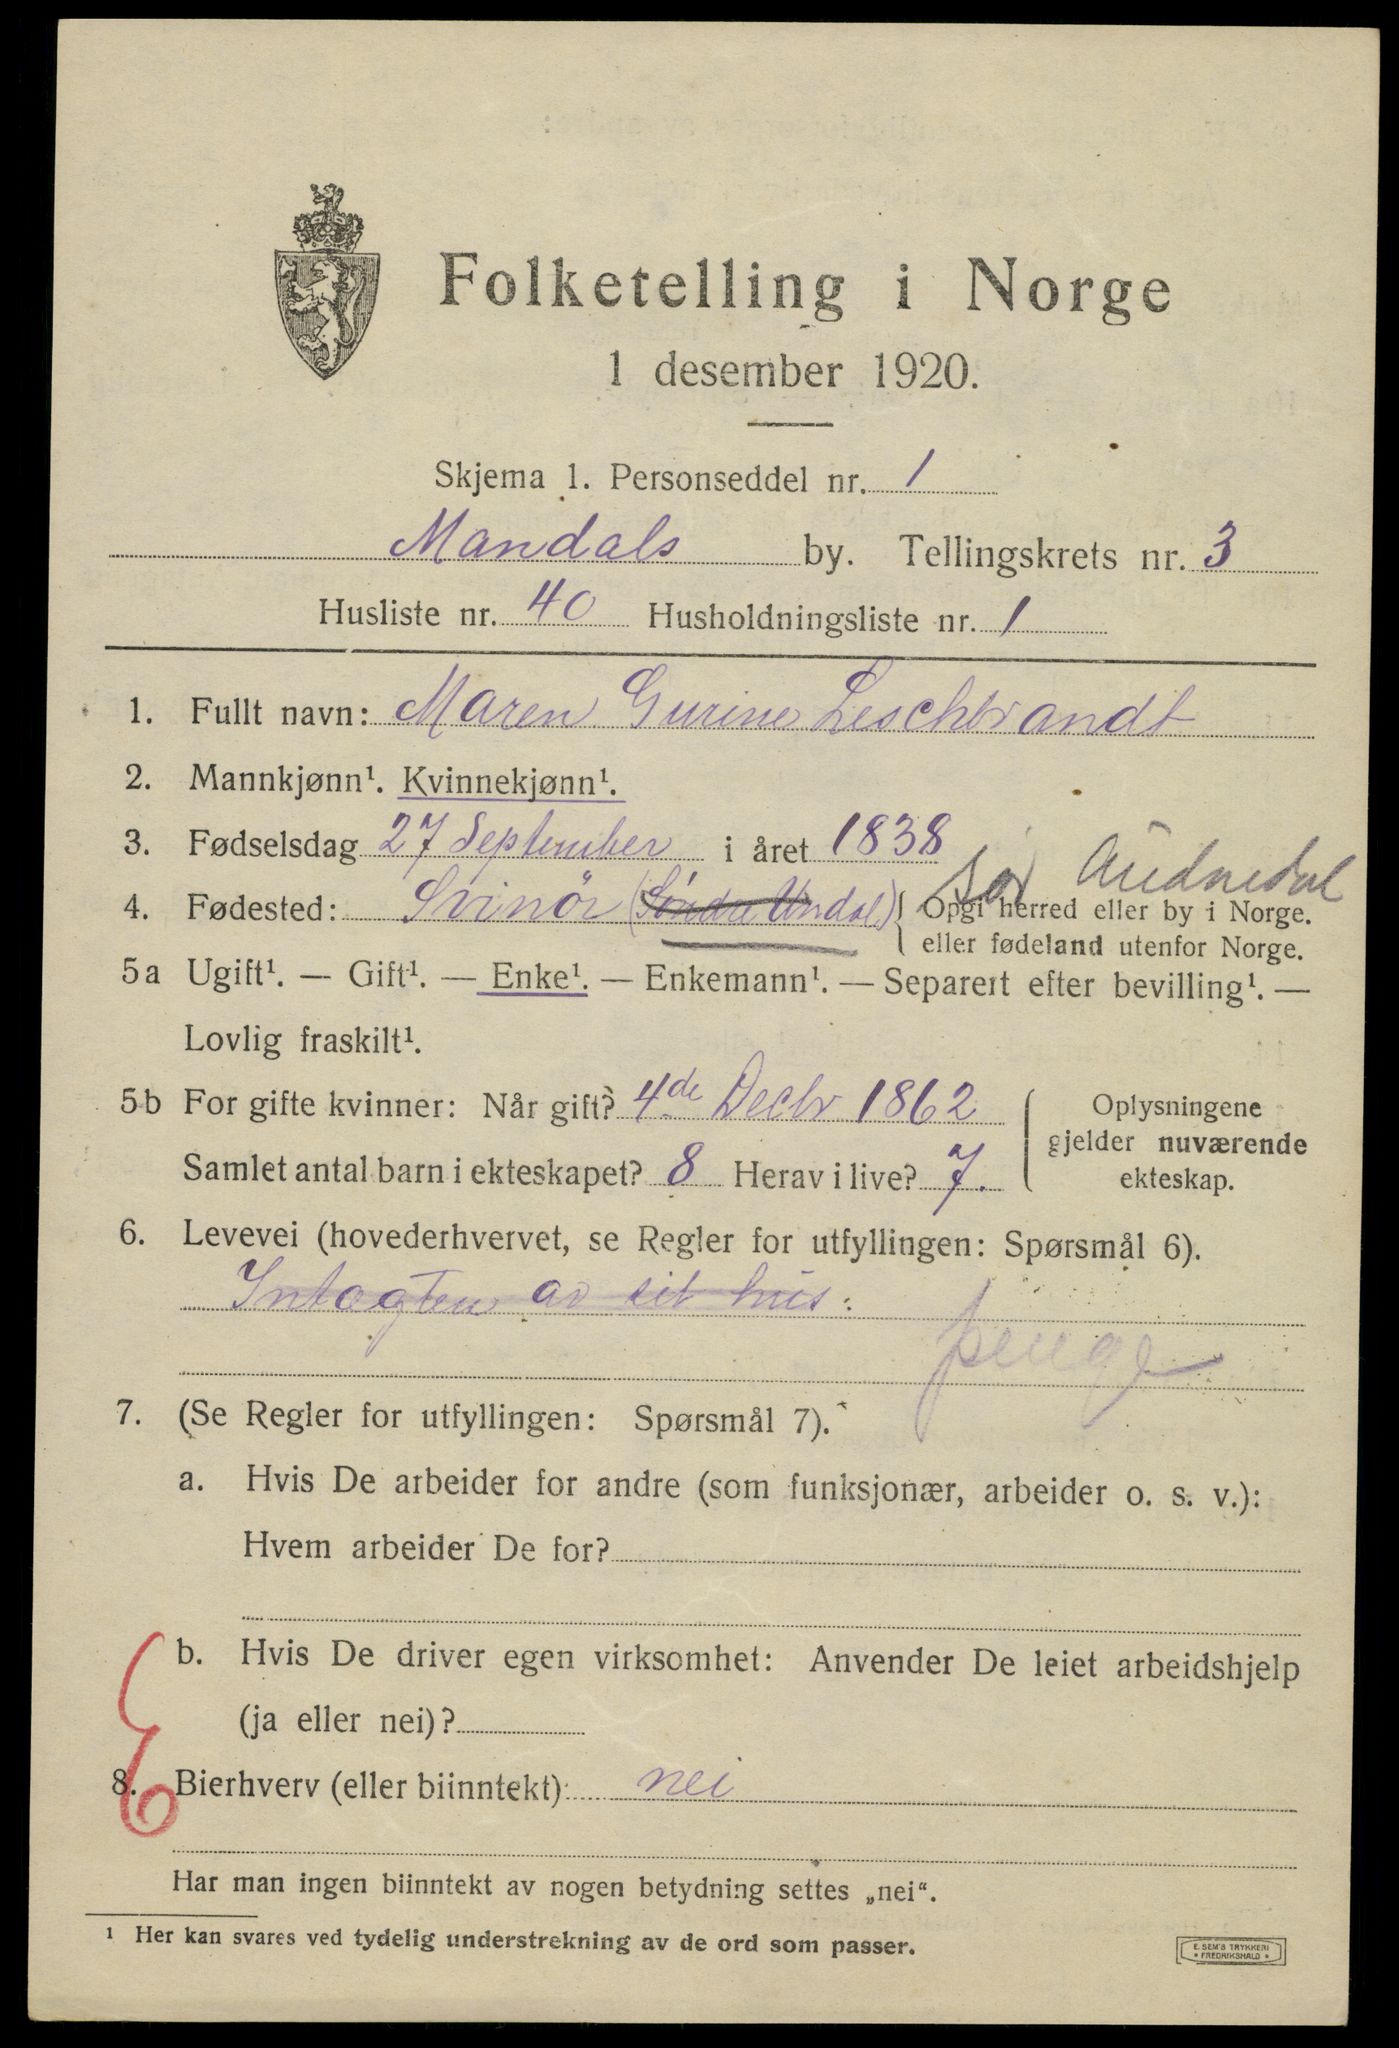 Folketelling i Norge
1 desember 1920.
Skjema 1. Personseddel nr. 1
Mandals by. Tellingskrets nr. 3
Husliste nr. 40 Husholdningsliste nr. 1
1. Fullt navn: Maren Gurine Leschbrandt
2. Mannkjønn¹. Kvinnekjønn¹.
3. Fødselsdag 27 September i året 1838
Sør Audnedal
4. Fødested: Svinør (Søndre Undal.) { Opgi herred eller by i Norge.
eller fødeland utenfor Norge.
5a Ugift¹. — Gift¹. — Enke¹. — Enkemann¹. — Separert efter bevilling¹. —
Lovlig fraskilt¹.
5b For gifte kvinner: Når gift? 4de Decbr 1862
Samlet antal barn i ekteskapet? 8 Herav i live? 7.
{ Oplysningene
gjelder nuværende
ekteskap.
6. Levevei (hovederhvervet, se Regler for utfyllingen: Spørsmål 6).
Intægten av sit hus.
penge
7. (Se Regler for utfyllingen: Spørsmål 7).
a. Hvis De arbeider for andre (som funksjonær, arbeider o. s. v.):
Hvem arbeider De for?
b. Hvis De driver egen virksomhet: Anvender De leiet arbeidshjelp
(ja eller nei)?
8. Bierhverv (eller biinntekt): nei
Har man ingen biinntekt av nogen betydning settes „nei“.
¹ Her kan svares ved tydelig understrekning av de ord som passer.
E. SEM'S TRYKKERI
• FREDRIKSHALD •